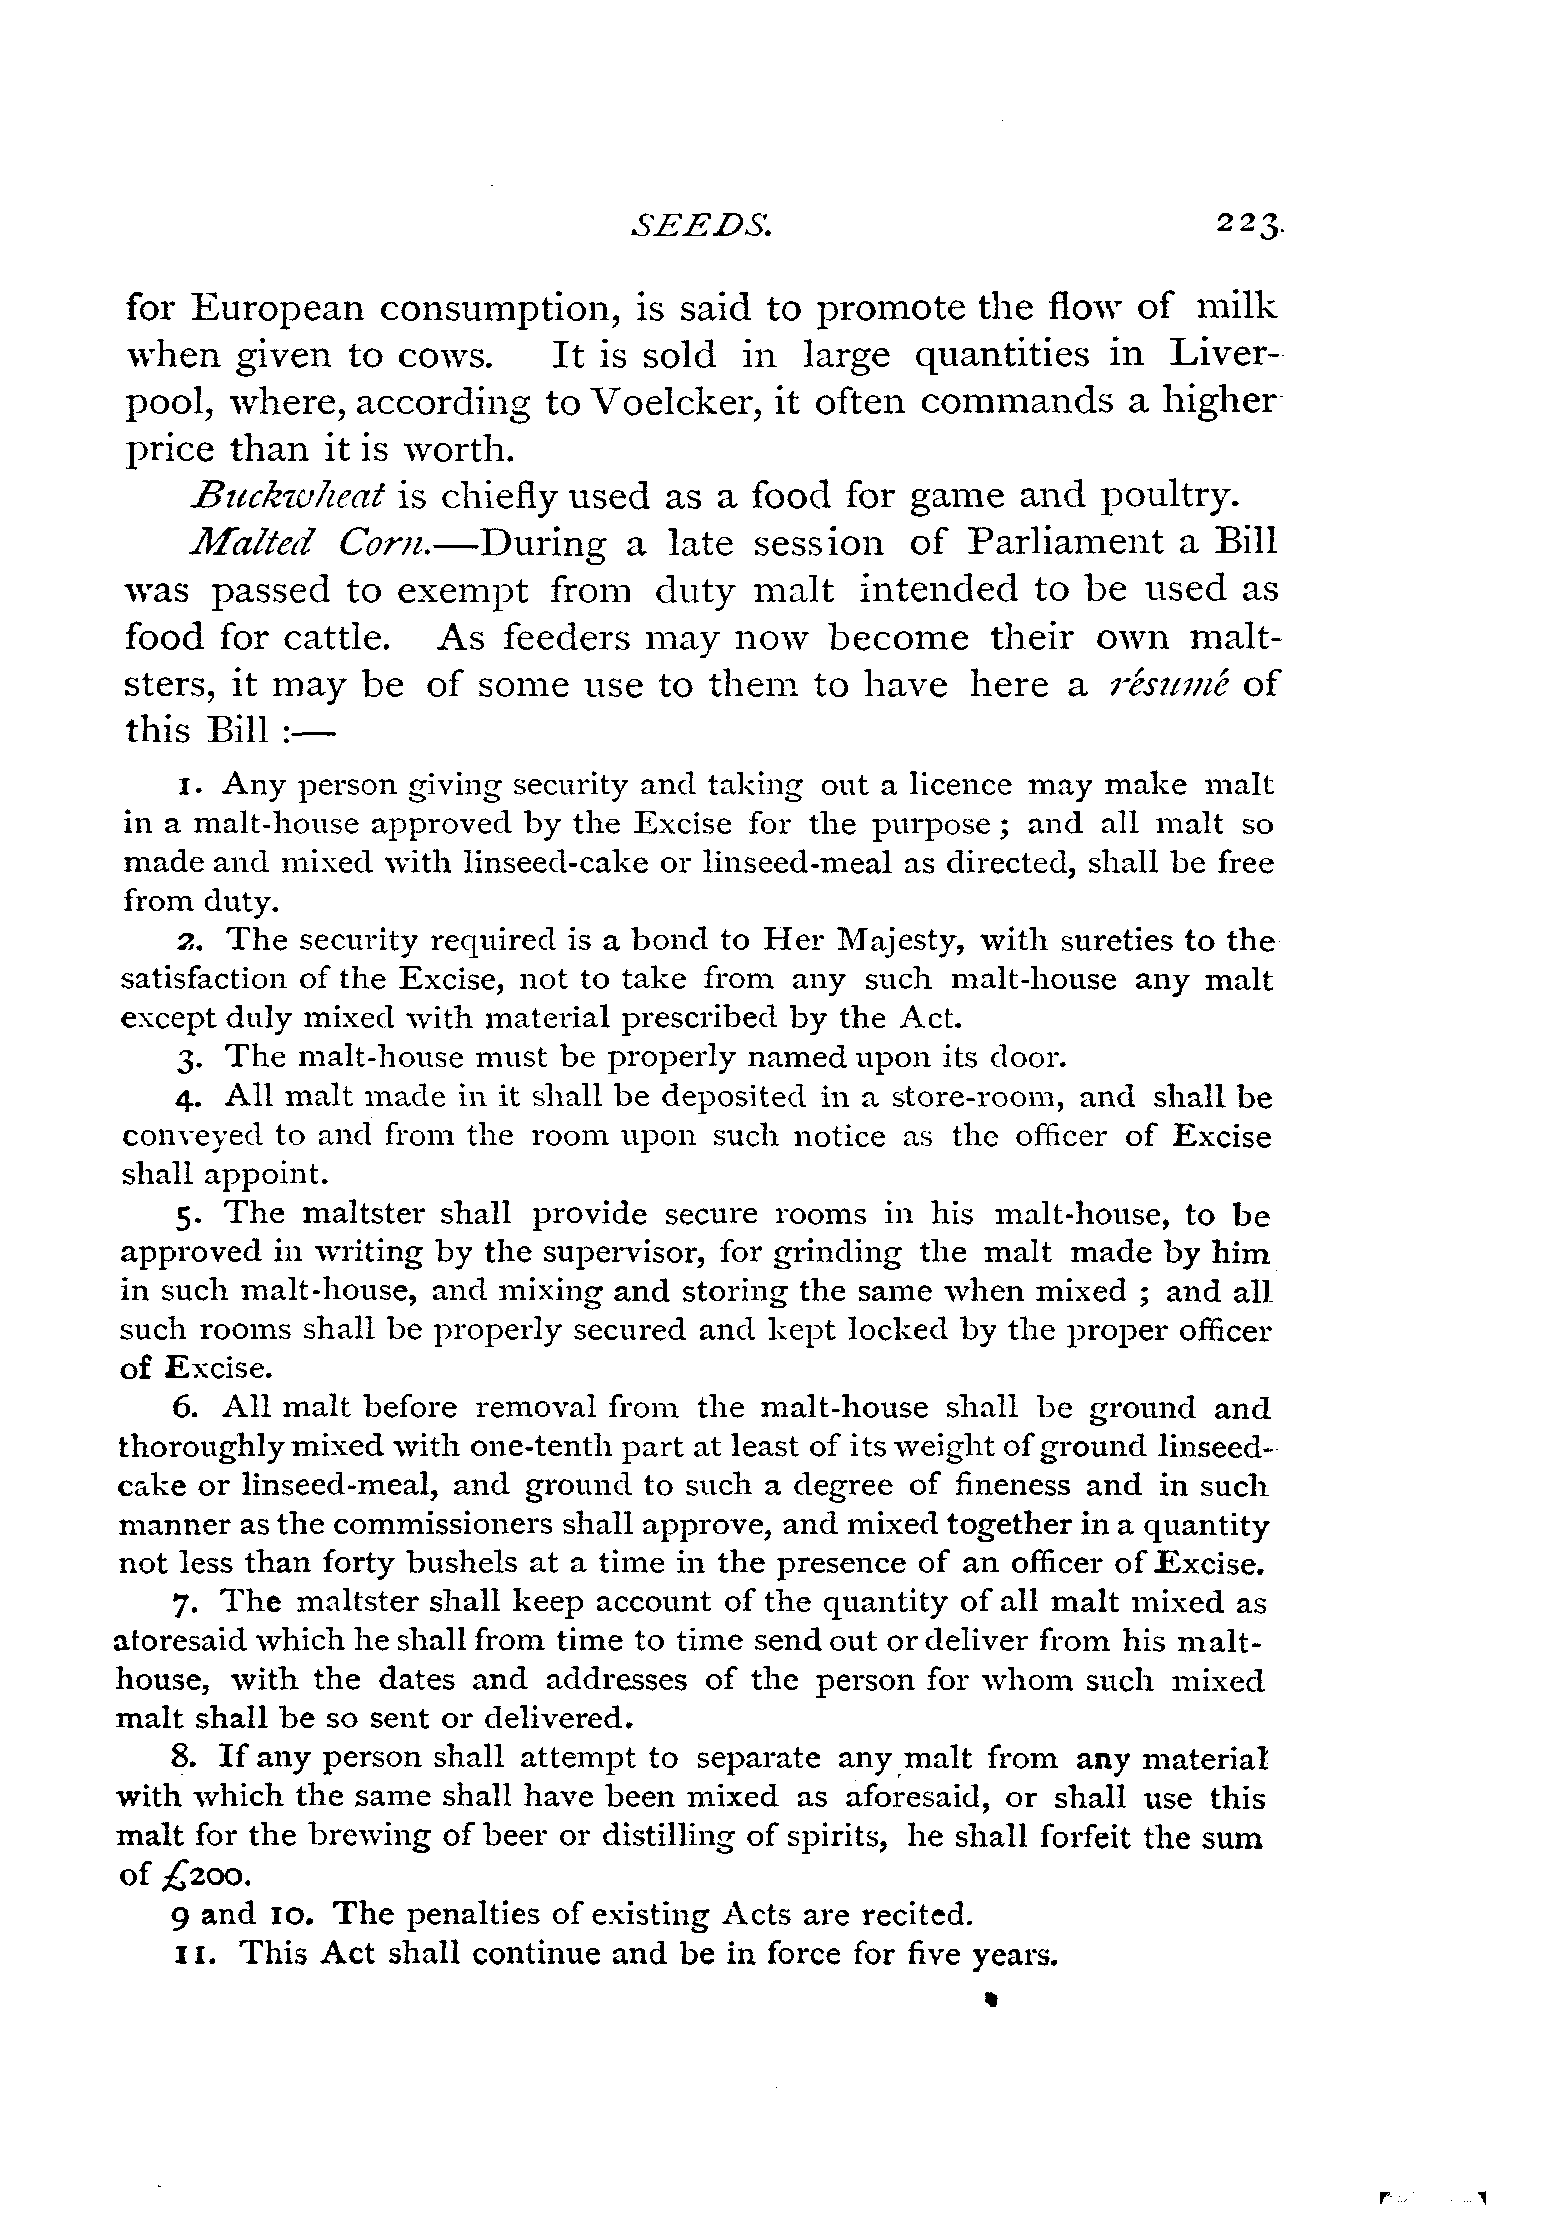 SEEDS. 223.
for European consumption, is said to promote the flow of milk
when given to cows. It is sold in large quantities in Liver-
pool, where, according to Voelcker, it often commands a higher
price than it is worth.
Buckwheat is chiefly used as a food for game and poultry.
Malted Corn.—During a late session of Parliament a Bill
was passed to exempt from duty malt intended to be used as
food for cattle. As feeders may now become their own malt-
sters, it may be of some use to them to have here a résumé of
this Bill :—
1. Any person giving security and taking out a licence may make malt
in a malt-house approved by the Excise for the purpose ; and all malt so
made and mixed with linseed-cake or linseed-meal as directed, shall be free
from duty.
2. The security required is a bond to Her Majesty, with sureties to the
satisfaction of the Excise, not to take from any such malt-house any malt
except duly mixed with material prescribed by the Act.
3. The malt-house must be properly named upon its door.
4. All malt made in it shall be deposited in a store-room, and shall be
conveyed to and from the room upon such notice as the officer of Excise
shall appoint.
5. The maltster shall provide secure rooms in his malt-house, to be
approved in writing by the supervisor, for grinding the malt made by him
in such malt-house, and mixing and storing the same when mixed ; and all
such rooms shall be properly secured and kept locked by the proper officer
of Excise.
6. All malt before removal from the malt-house shall be ground and
thoroughly mixed with one-tenth part at least of its weight of ground linseed-
cake or linseed-meal, and ground to such a degree of fineness and in such
manner as the commissioners shall approve, and mixed together in a quantity
not less than forty bushels at a time in the presence of an officer of Excise.
7. The maltster shall keep account of the quantity of all malt mixed as
aforesaid which he shall from time to time send out or deliver from his malt-
house, with the dates and addresses of the person for whom such mixed
malt shall be so sent or delivered.
8. If any person shall attempt to separate any malt from any material
with which the same shall have been mixed as aforesaid, or shall use this
malt for the brewing of beer or distilling of spirits, he shall forfeit the sum
of £200.
9 and 10. The penalties of existing Acts are recited.
11. This Act shall continue and be in force for five years.